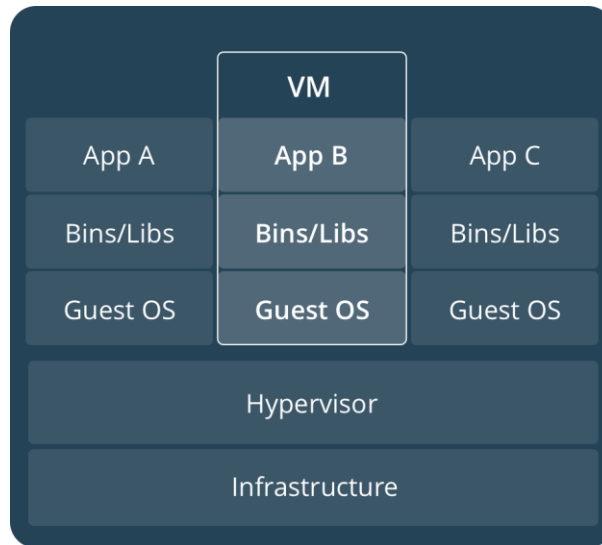 VM
App A
App B
App C
Bins/Libs
Bins/Libs
Bins/Libs
Guest OS
Guest OS
Guest OS
Hypervisor
Infrastructure